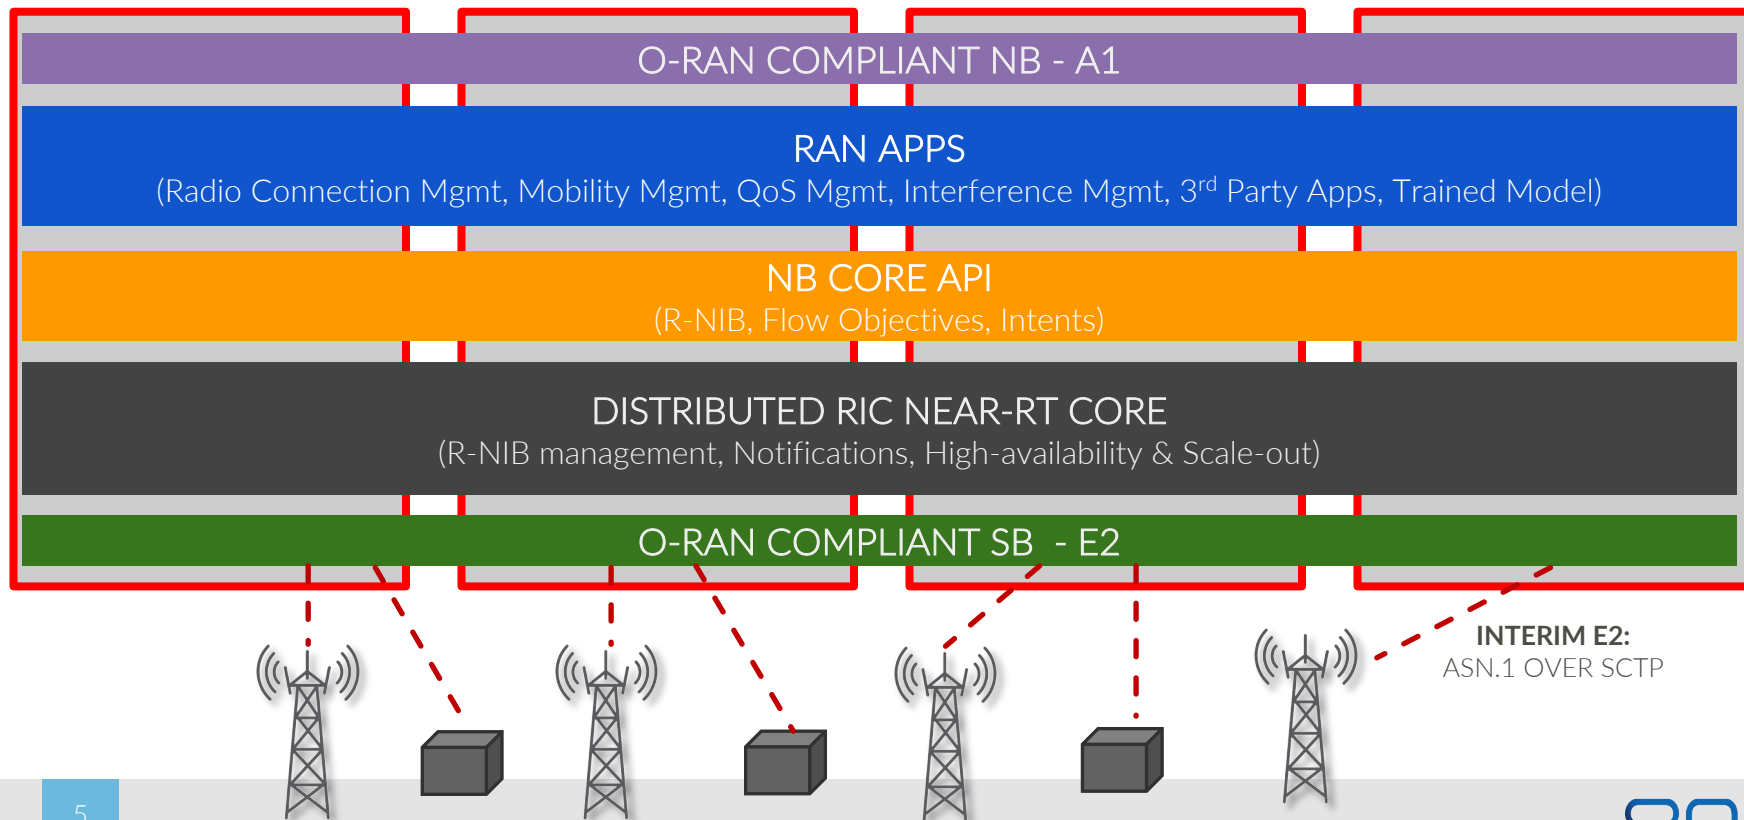 O-RAN COMPLIANT NB - A1
RAN APPS
(Radio Connection Mgmt, Mobility Mgmt, QoS Mgmt, Interference Mgmt, 3rd Party Apps, Trained Model)
NB CORE API
(R-NIB, Flow Objectives, Intents)
DISTRIBUTED RIC NEAR-RT CORE
(R-NIB management, Notifications, High-availability & Scale-out)
O-RAN COMPLIANT SB - E2
INTERIM E2:
ASN.1 OVER SCTP
5